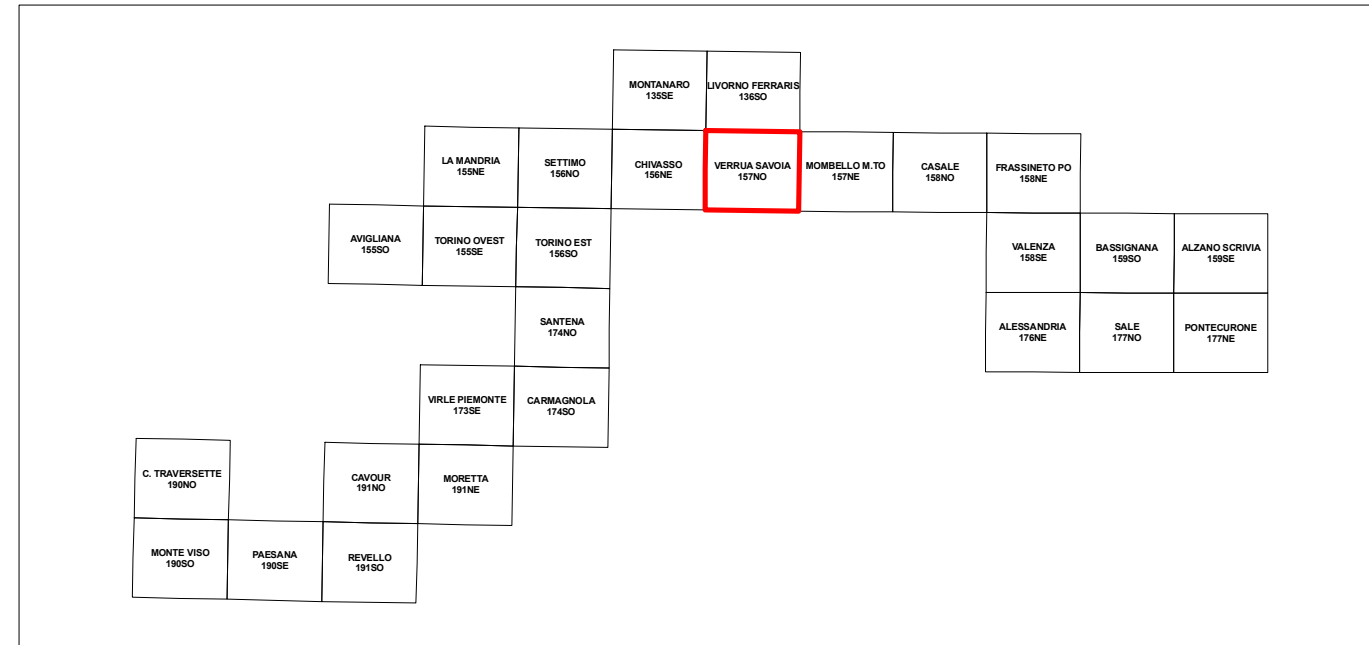 MONTANARO
135SE
LIVORNO FERRARIS
136SO
LA MANDRIA
155NE
SETTIMO
156NO
CHIVASSO
156NE
VERRUA SAVOIA
157NO
MOMBELLO M.TO
157NE
CASALE
158NO
FRASSINETO PO
158NE
AVIGLIANA
155SO
TORINO OVEST
155SE
TORINO EST
156SO
VALENZA
158SE
BASSIGNANA
159SO
ALZANO SCRIVIA
159SE
SANTENA
174NO
ALESSANDRIA
176NE
SALE
177NO
PONTECURONE
177NE
VIRLE PIEMONTE
173SE
CARMAGNOLA
174SO
C. TRAVERSETTE
190NO
CAVOUR
191NO
MORETTA
191NE
MONTE VISO
190SO
PAESANA
190SE
REVELLO
191SO